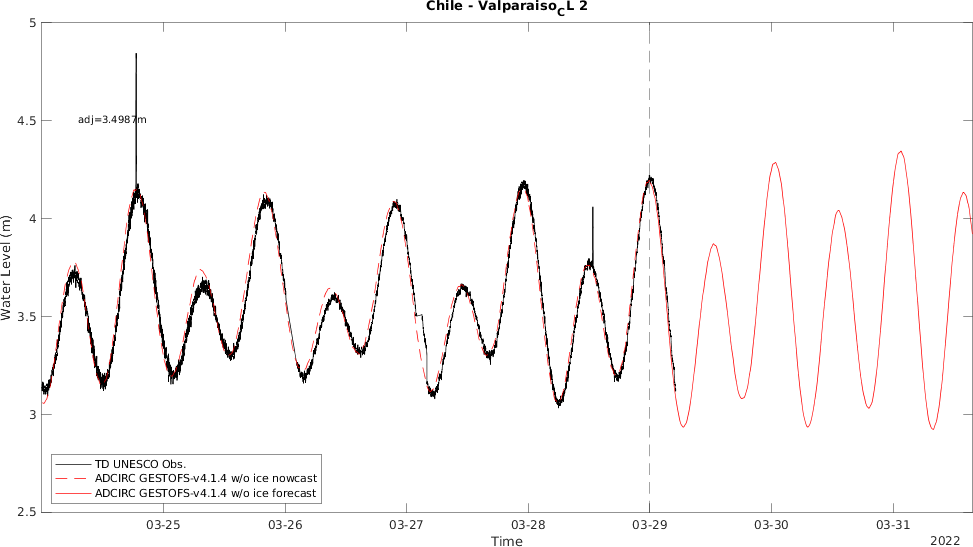 Chile - Valparaiso_CL 2
5
4.5
4
3.5
3
2.5
Water Level (m)
adj=3.4987m
TD UNESCO Obs.
ADCIRC GESTOFS-v4.1.4 w/o ice nowcast
ADCIRC GESTOFS-v4.1.4 w/o ice forecast
03-25
03-26
03-27
03-28
03-29
03-30
03-31
Time
2022